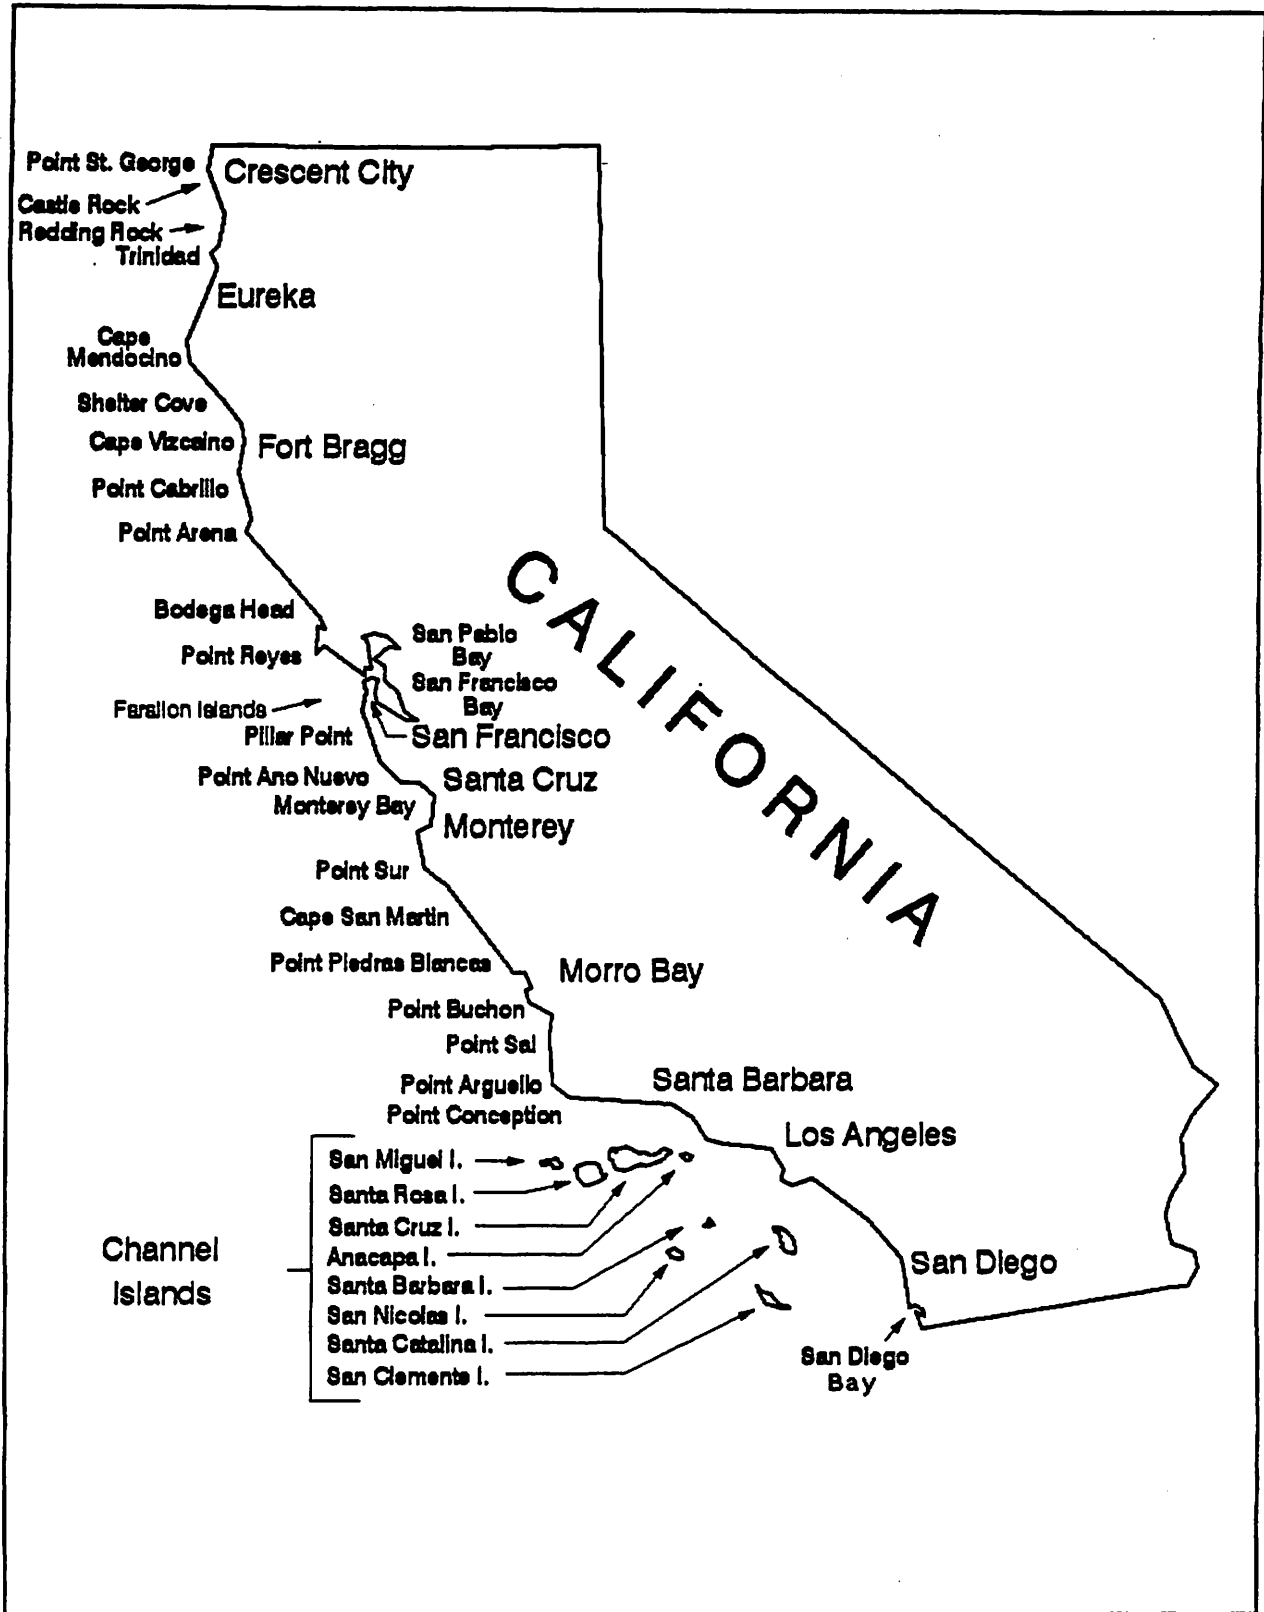 Point St. George
Crescent City
Castle Rock
Redding Rock
Trinidad
Eureka
Cape
Mendocino
Shelter Cove
Cape Vizcaino
Fort Bragg
Point Cabrillo
Point Arena
CALIFORNIA
Bodega Head
San Pablo
Bay
Point Reyes
San Francisco
Bay
Farallon Islands
Pillar Point
San Francisco
Point Ano Nuevo
Santa Cruz
Monterey Bay
Monterey
Point Sur
Cape San Martin
Point Piedras Blancas
Morro Bay
Point Buchon
Point Sal
Point Arguello
Santa Barbara
Point Conception
Los Angeles
Channel
Islands
San Miguel I.
Santa Rosa I.
Santa Cruz I.
Anacapa I.
Santa Barbara I.
San Nicolas I.
Santa Catalina I.
San Clemente I.
San Diego
San Diego
Bay